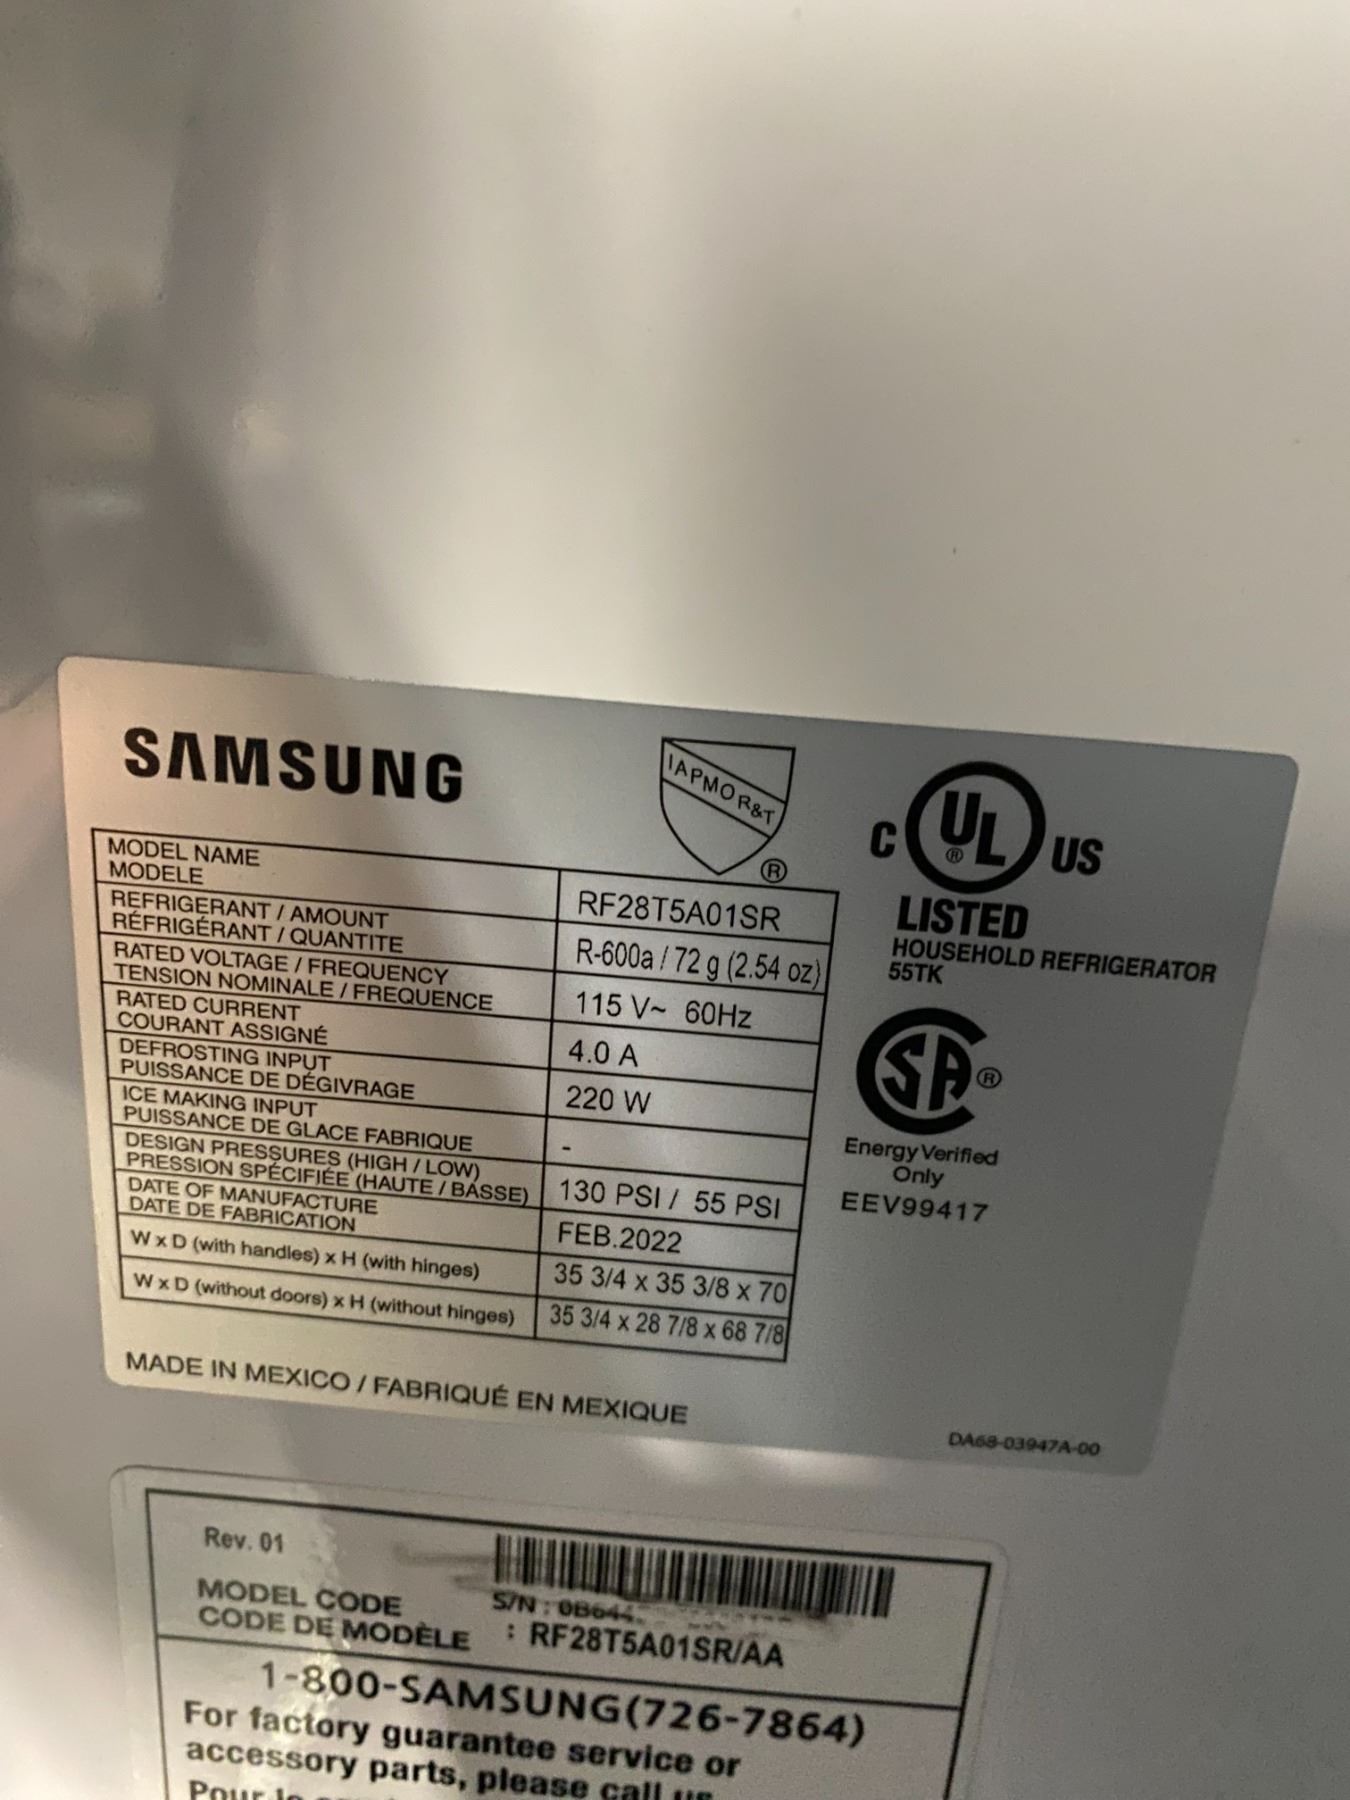 SAMSUNG
IAPMO R&T
®
C UL US
®
LISTED
HOUSEHOLD REFRIGERATOR
55TK
SA ®
Energy Verified
Only
EEV99417
MODEL NAME
MODELE
RF28T5A01SR
REFRIGERANT / AMOUNT
RÉFRIGÉRANT / QUANTITE
R-600a / 72 g (2.54 oz)
RATED VOLTAGE / FREQUENCY
TENSION NOMINALE / FREQUENCE
115 V~ 60Hz
RATED CURRENT
COURANT ASSIGNÉ
4.0 A
DEFROSTING INPUT
PUISSANCE DE DÉGIVRAGE
220 W
ICE MAKING INPUT
PUISSANCE DE GLACE FABRIQUE
-
DESIGN PRESSURES (HIGH / LOW)
PRESSION SPÉCIFIÉE (HAUTE / BASSE)
130 PSI / 55 PSI
DATE OF MANUFACTURE
DATE DE FABRICATION
FEB.2022
W x D (with handles) x H (with hinges)
35 3/4 x 35 3/8 x 70
W x D (without doors) x H (without hinges)
35 3/4 x 28 7/8 x 68 7/8
MADE IN MEXICO / FABRIQUÉ EN MEXIQUE
DA68-03947A-00
Rev. 01
S/N : 0B644
MODEL CODE
CODE DE MODÈLE : RF28T5A01SR/AA
1-800-SAMSUNG(726-7864)
For factory guarantee service or
accessory parts, please call us
Pour